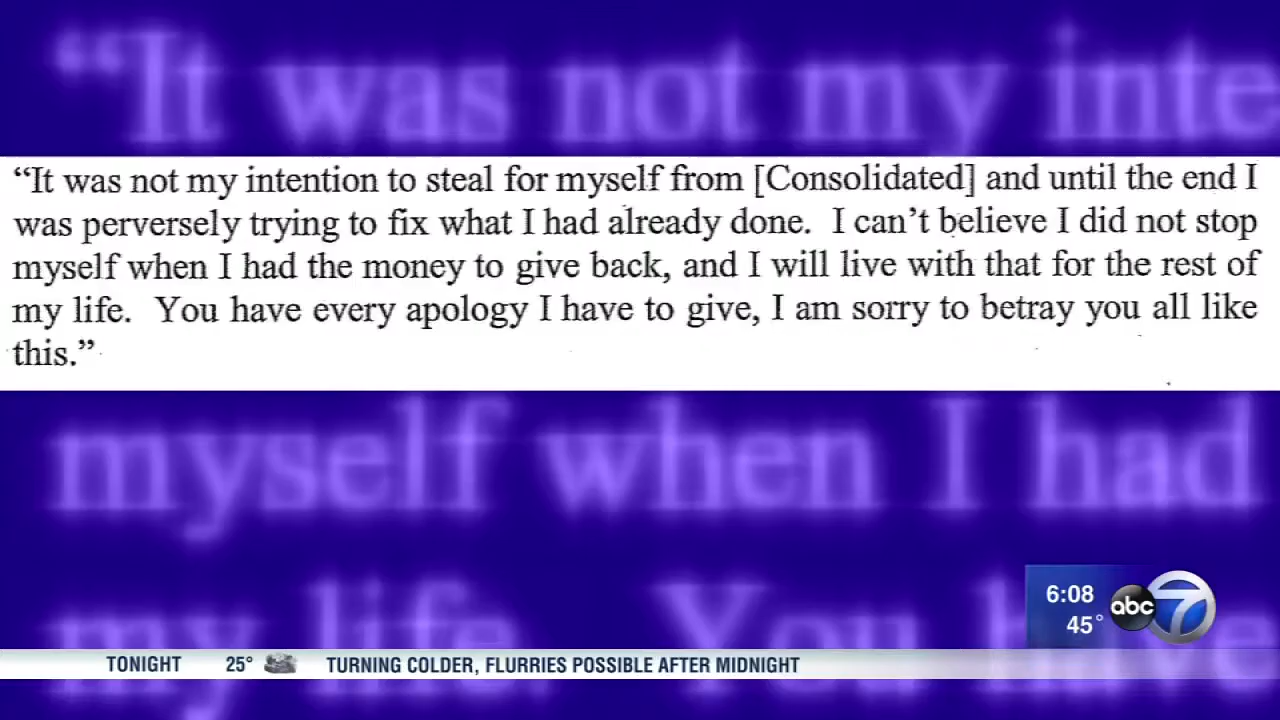 “It was not my inte
“It was not my intention to steal for myself from [Consolidated] and until the end I
was perversely trying to fix what I had already done.  I can’t believe I did not stop
myself when I had the money to give back, and I will live with that for the rest of
my life.  You have every apology I have to give, I am sorry to betray you all like
this.”
myself when I had
my life. You have
6:08
45°
abc 7
TONIGHT 25° TURNING COLDER, FLURRIES POSSIBLE AFTER MIDNIGHT